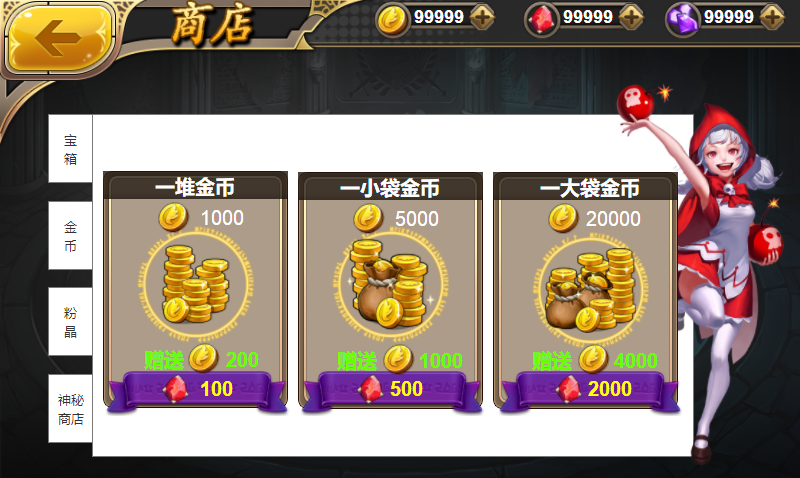 商店
99999
99999
99999
宝
箱
金
币
粉
晶
神秘
商店
一堆金币
1000
赠送 200
100
一小袋金币
5000
赠送 1000
500
一大袋金币
20000
赠送 4000
2000